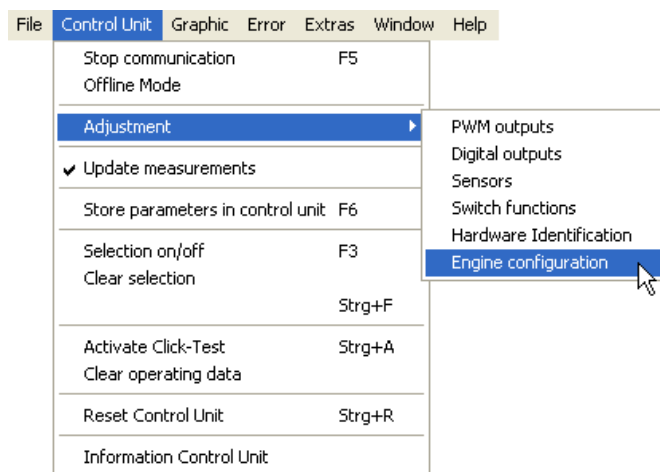 File Control Unit Graphic Error Extras Window Help
Stop communication F5
Offline Mode
Adjustment
Update measurements
Store parameters in control unit F6
Selection on/off F3
Clear selection
Strg+F
Activate Click-Test Strg+A
Clear operating data
Reset Control Unit Strg+R
Information Control Unit
PWM outputs
Digital outputs
Sensors
Switch functions
Hardware Identification
Engine configuration